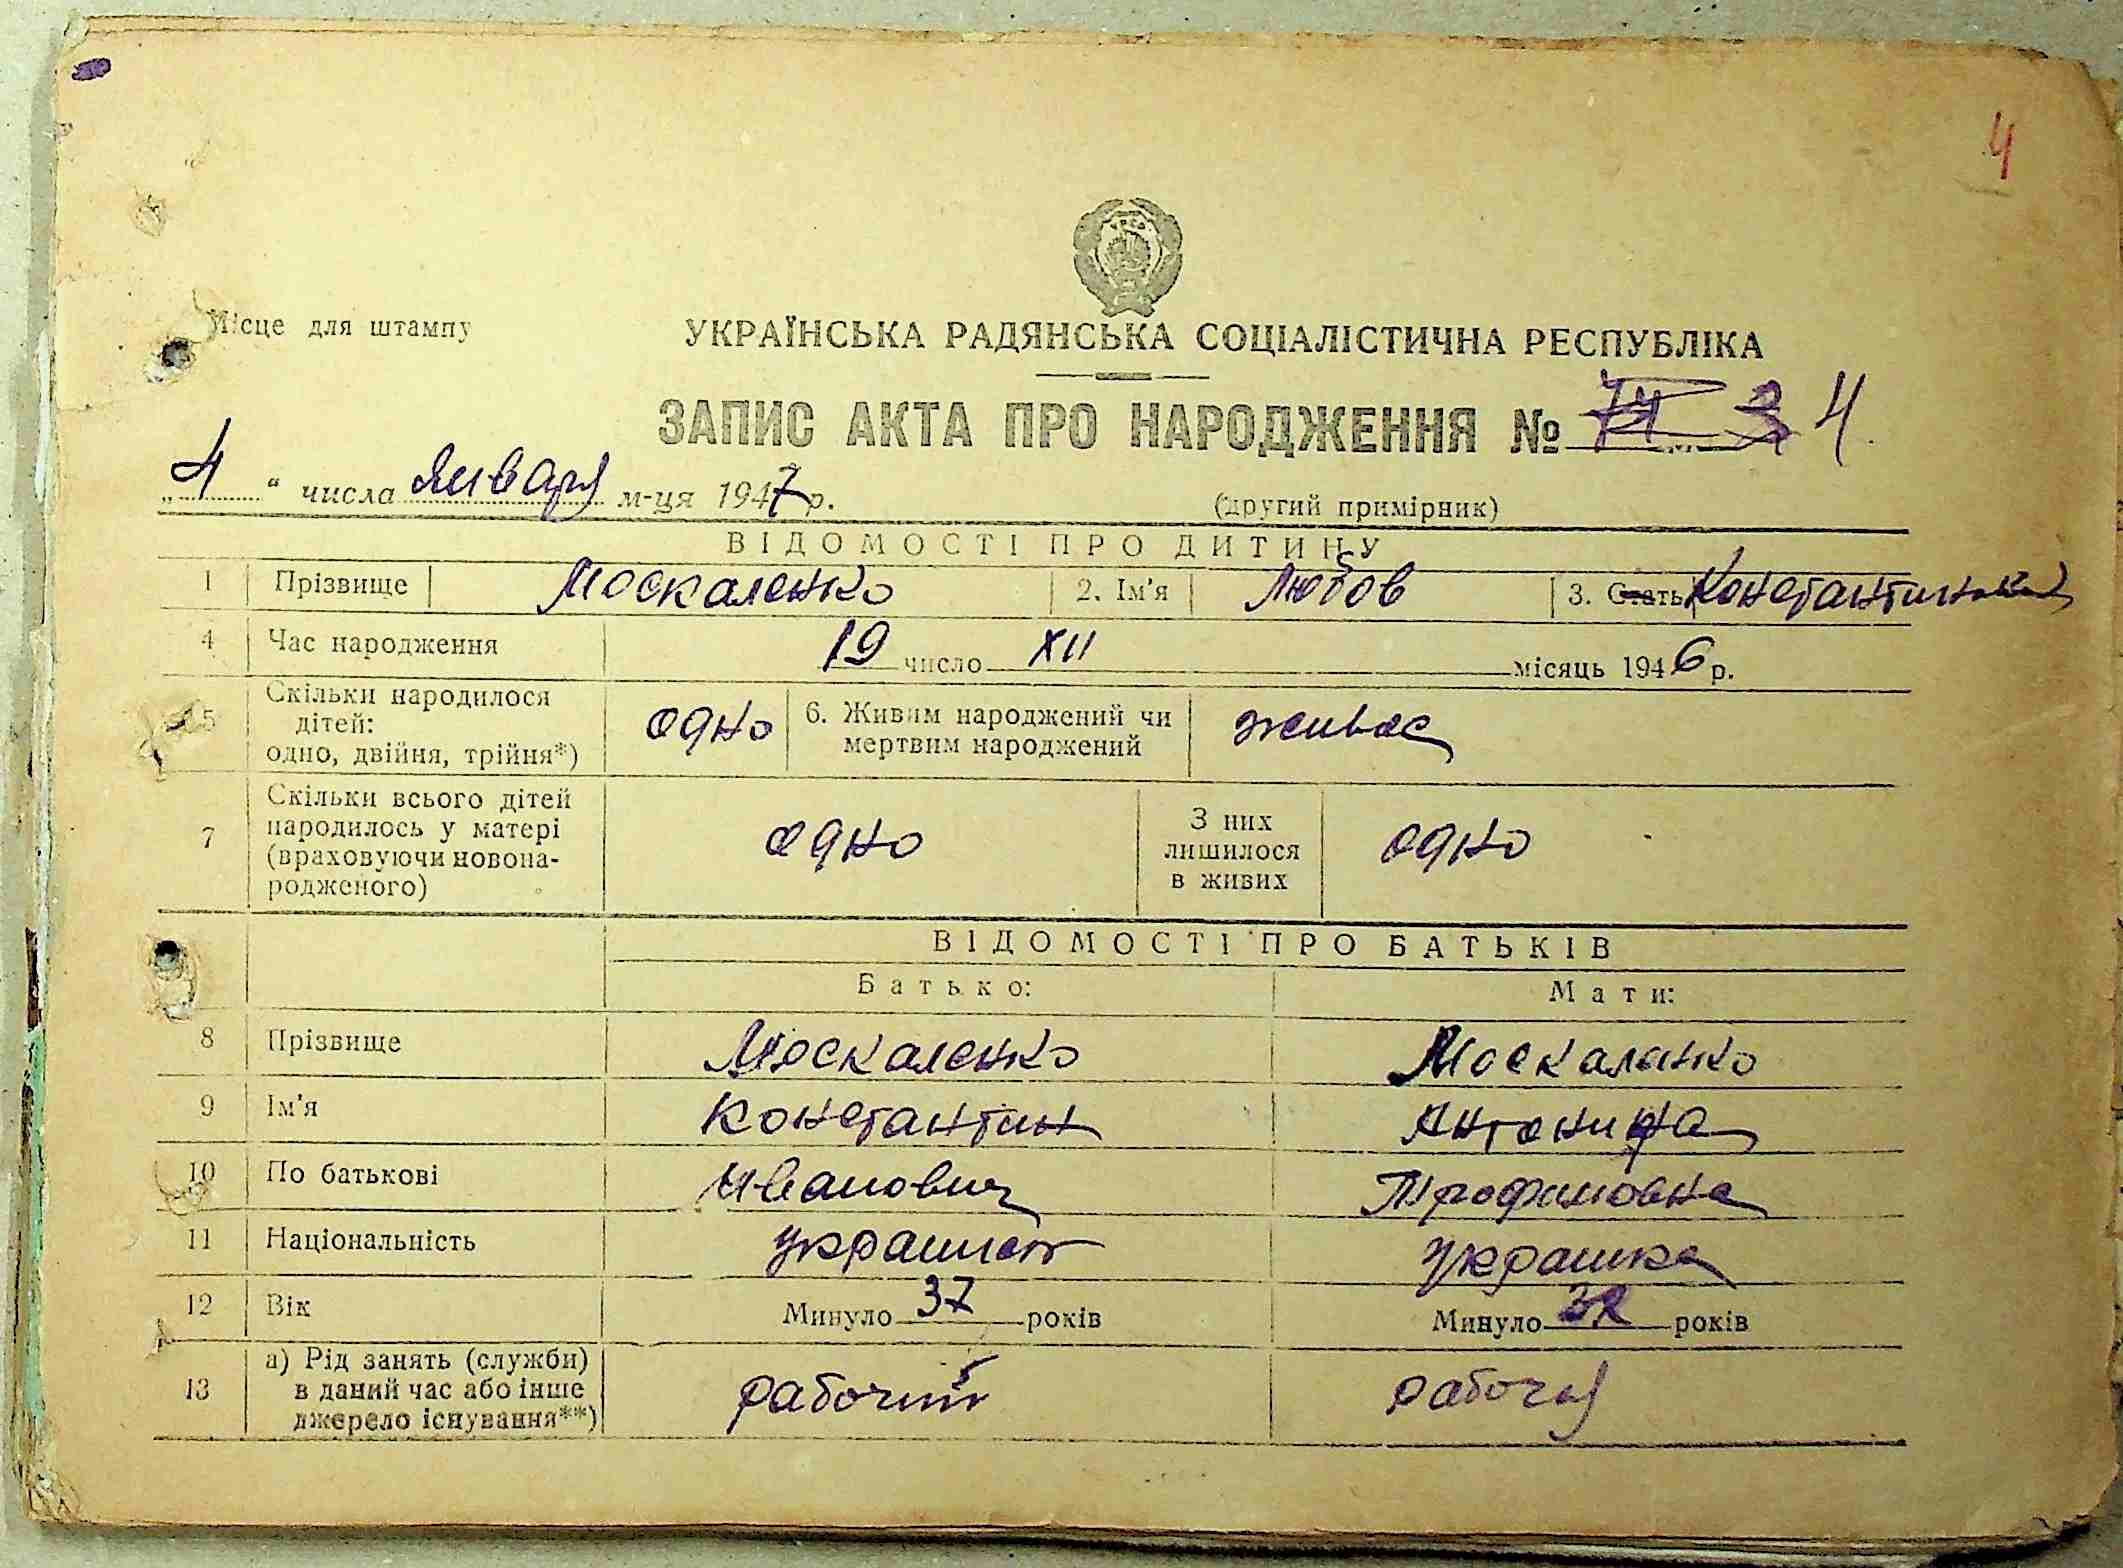 4
Місце для штампу
УКРАЇНСЬКА РАДЯНСЬКА СОЦІАЛІСТИЧНА РЕСПУБЛІКА
ЗАПИС АКТА ПРО НАРОДЖЕННЯ № 4
„4“ числа января м-ця 1947 р.
(другий примірник)
ВІДОМОСТІ ПРО ДИТИНУ
1 Прізвище Москаленко 2. Ім'я Любов 3. Стать Константиновна
4 Час народження 19 число XII місяць 1946 р.
5 Скільки народилося
дітей:
одно, двійня, трійня*) одно 6. Живим народжений чи
мертвим народжений живае
7 Скільки всього дітей
народилось у матері
(враховуючи новона-
родженого) одно З них
лишилося
в живих одно
ВІДОМОСТІ ПРО БАТЬКІВ
Батько: Мати:
8 Прізвище Москаленко Москаленко
9 Ім'я Константин Антонина
10 По батькові Иванович Трофимовна
11 Національність украинец украинка
12 Вік Минуло 37 років Минуло 32 років
13 а) Рід занять (служби)
в даний час або інше
джерело існування**) рабочий рабочая